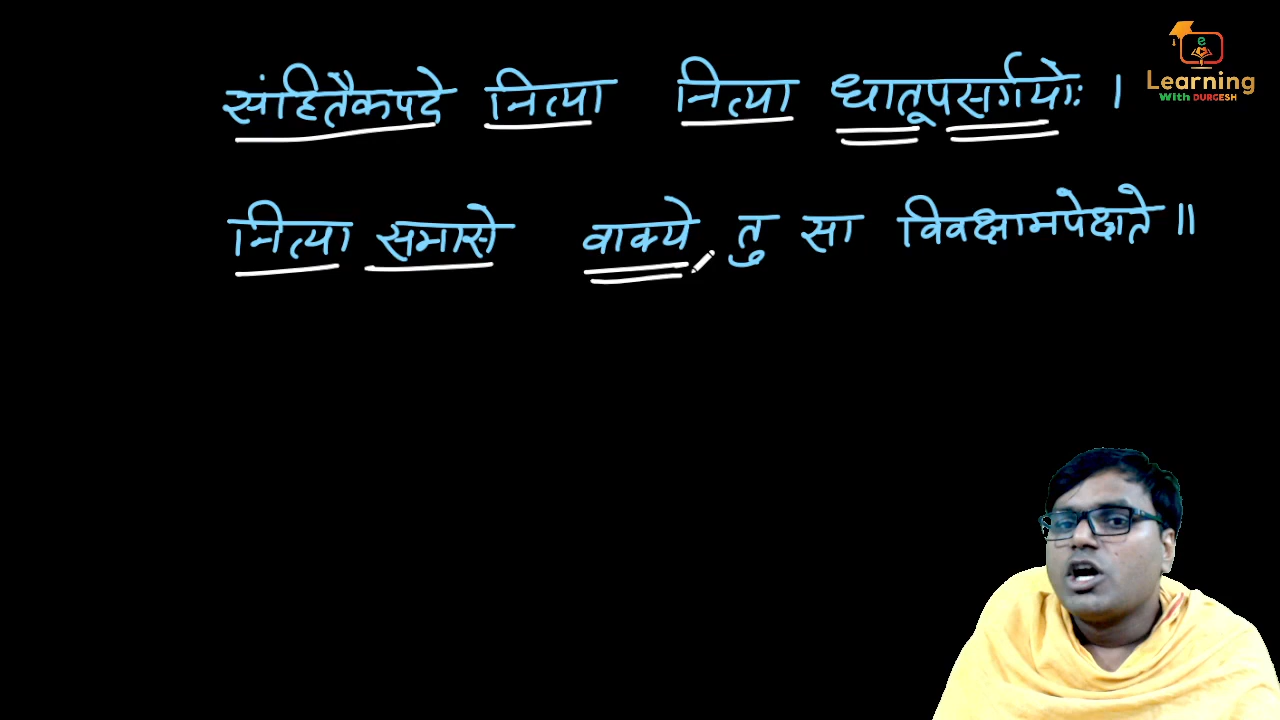 संहितैकपदे नित्या नित्या धातूपसर्गयोः ।
नित्या समासे वाक्ये तु सा विवक्षामपेक्षते ॥
e
Learning
With DURGESH